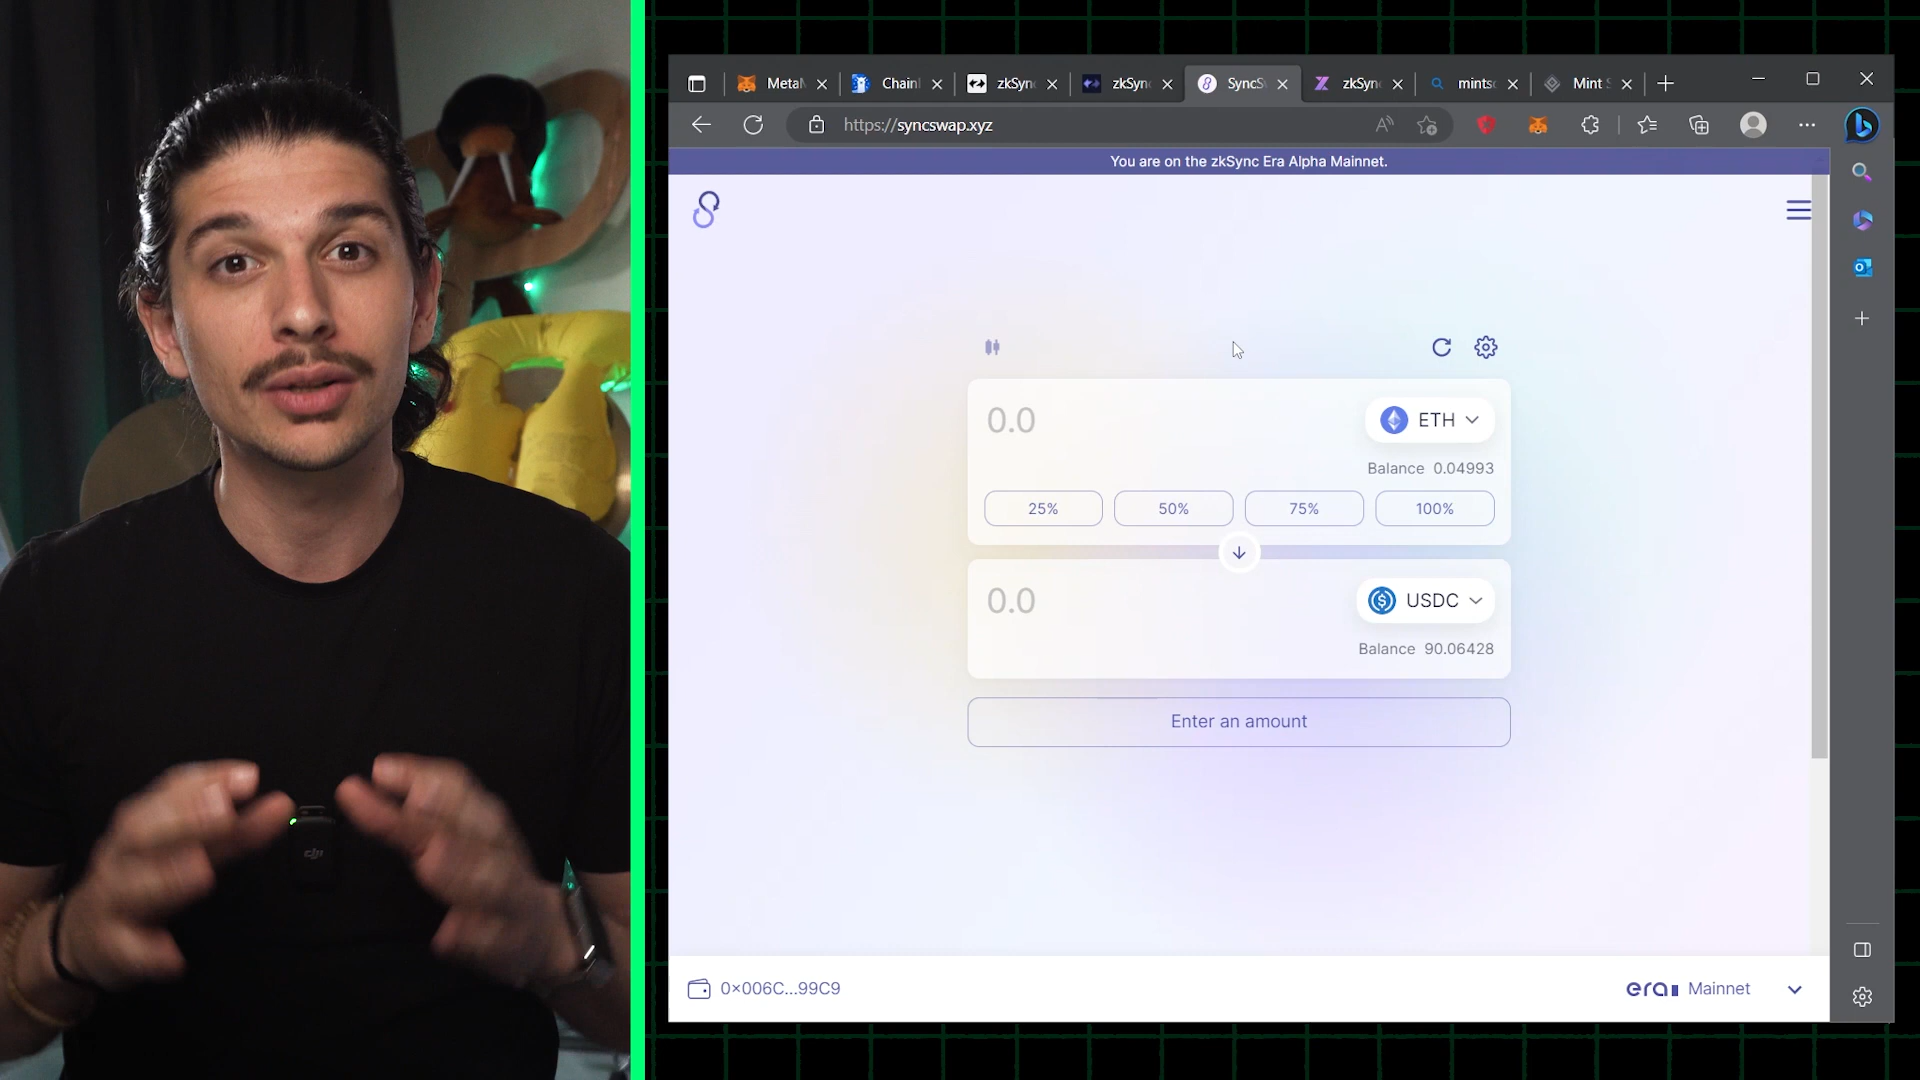 MetaM
Chainl
zkSyn
zkSyn
SyncS
zkSyn
mints
Mint S
https://syncswap.xyz
You are on the zkSync Era Alpha Mainnet.
0.0
ETH
Balance 0.04993
25%
50%
75%
100%
0.0
USDC
Balance 90.06428
Enter an amount
0x006C...99C9
era Mainnet
dji